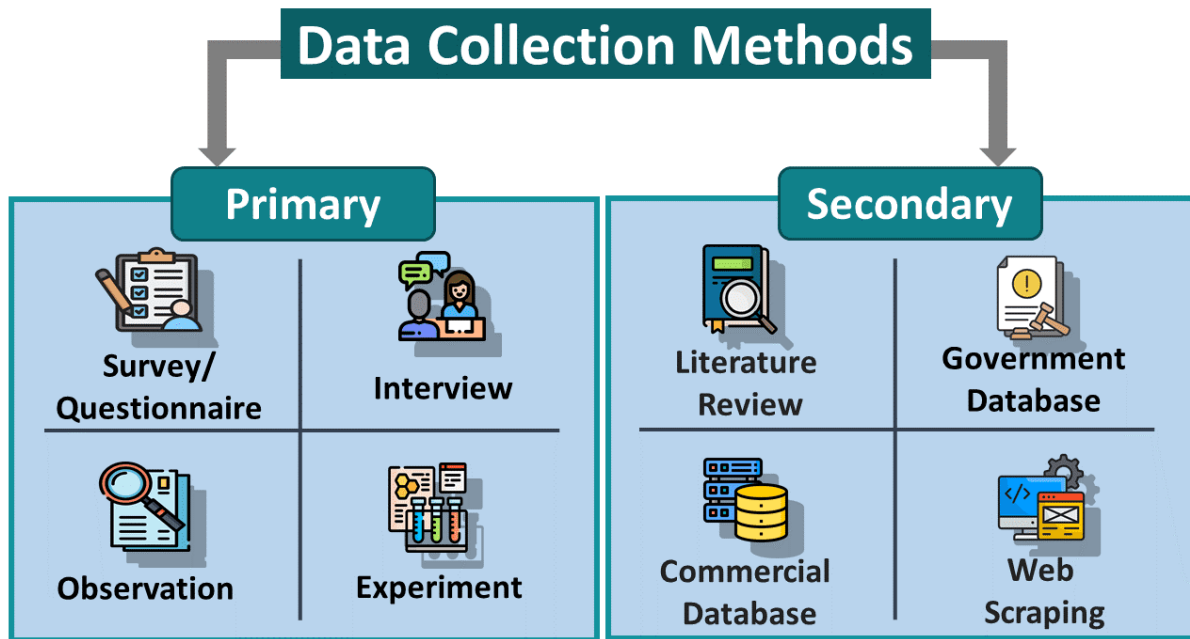 Data Collection Methods
Primary
Survey/
Questionnaire
Interview
Observation
Experiment
Secondary
Literature
Review
Government
Database
Commercial
Database
Web
Scraping